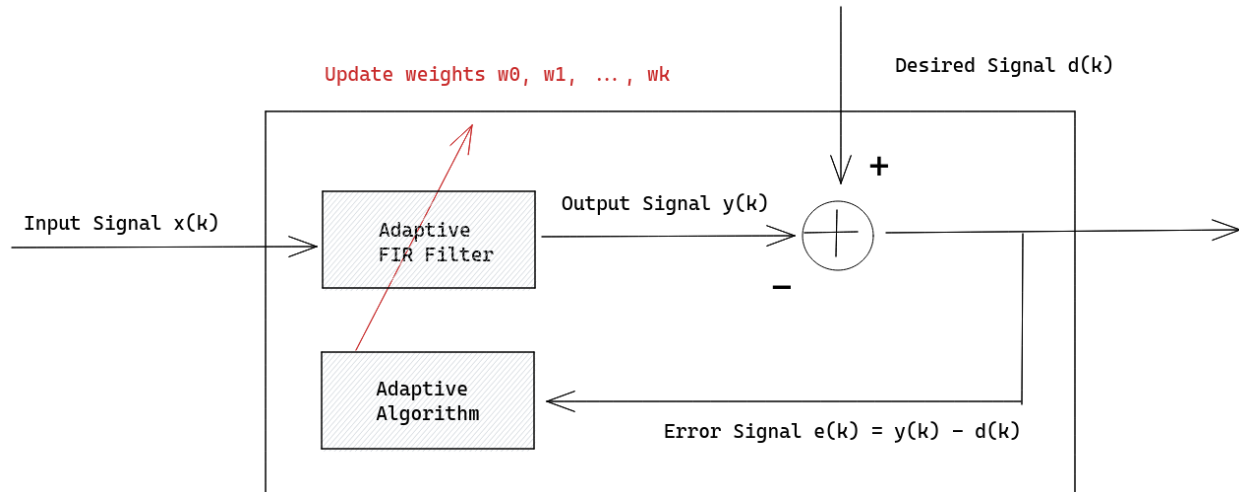 Update weights w0, w1, ..., wk
Desired Signal d(k)
+
Input Signal x(k)
Output Signal y(k)
Adaptive
FIR Filter
−
Adaptive
Algorithm
Error Signal e(k) = y(k) − d(k)